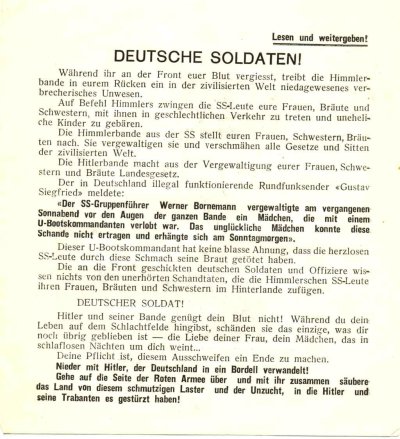 Lesen und weitergeben!
DEUTSCHE SOLDATEN!
Während ihr an der Front euer Blut vergiesst, treibt die Himmler-
bande in eurem Rücken ein in der zivilisierten Welt niedagewesenes ver-
brecherisches Unwesen.
Auf Befehl Himmlers zwingen die SS-Leute eure Frauen, Bräute und
Schwestern, mit ihnen in geschlechtlichen Verkehr zu treten und uneheli-
che Kinder zu gebären.
Die Himmlerbande aus der SS stellt euren Frauen, Schwestern, Bräu-
ten nach. Sie vergewaltigen sie und verschmähen alle Gesetze und Sitten
der zivilisierten Welt.
Die Hitlerbande macht aus der Vergewaltigung eurer Frauen, Schwe-
stern und Bräute Landesgesetz.
Der in Deutschland illegal funktionierende Rundfunksender «Gustav
Siegfried» meldete:
«Der SS-Gruppenführer Werner Bornemann vergewaltigte am vergangenen
Sonnabend vor den Augen der ganzen Bande ein Mädchen, die mit einem
U-Bootskommandanten verlobt war. Das unglückliche Mädchen konnte diese
Schande nicht ertragen und erhängte sich am Sonntagmorgen».
Dieser U-Bootskommandant hat keine blasse Ahnung, dass die herzlosen
SS-Leute durch diese Schmach seine Braut getötet haben.
Die an die Front geschickten deutschen Soldaten und Offiziere wis-
sen nichts von den unerhörten Schandtaten, die die Himmlerschen SS-Leute
ihren Frauen, Bräuten und Schwestern im Hinterlande zufügen.
DEUTSCHER SOLDAT!
Hitler und seiner Bande genügt dein Blut nicht! Während du dein
Leben auf dem Schlachtfelde hingibst, schänden sie das einzige, was dir
noch übrig geblieben ist — die Liebe deiner Frau, dein Mädchen, das in
schlaflosen Nächten um dich weint...
Deine Pflicht ist, diesem Ausschweifen ein Ende zu machen.
Nieder mit Hitler, der Deutschland in ein Bordell verwandelt!
Gehe auf die Seite der Roten Armee über und mit ihr zusammen säubere
das Land von diesem schmutzigen Laster und der Unzucht, in die Hitler und
seine Trabanten es gestürzt haben!